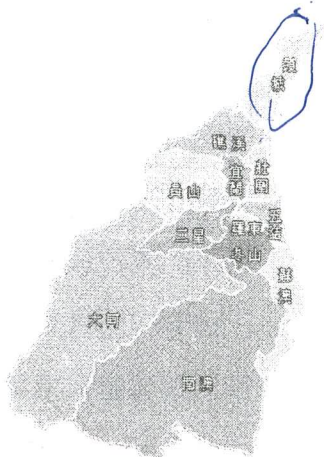 頭
城
礁溪
宜
蘭
壯
圍
員山
五
結
三星
羅東
冬山
蘇
澳
大同
南澳